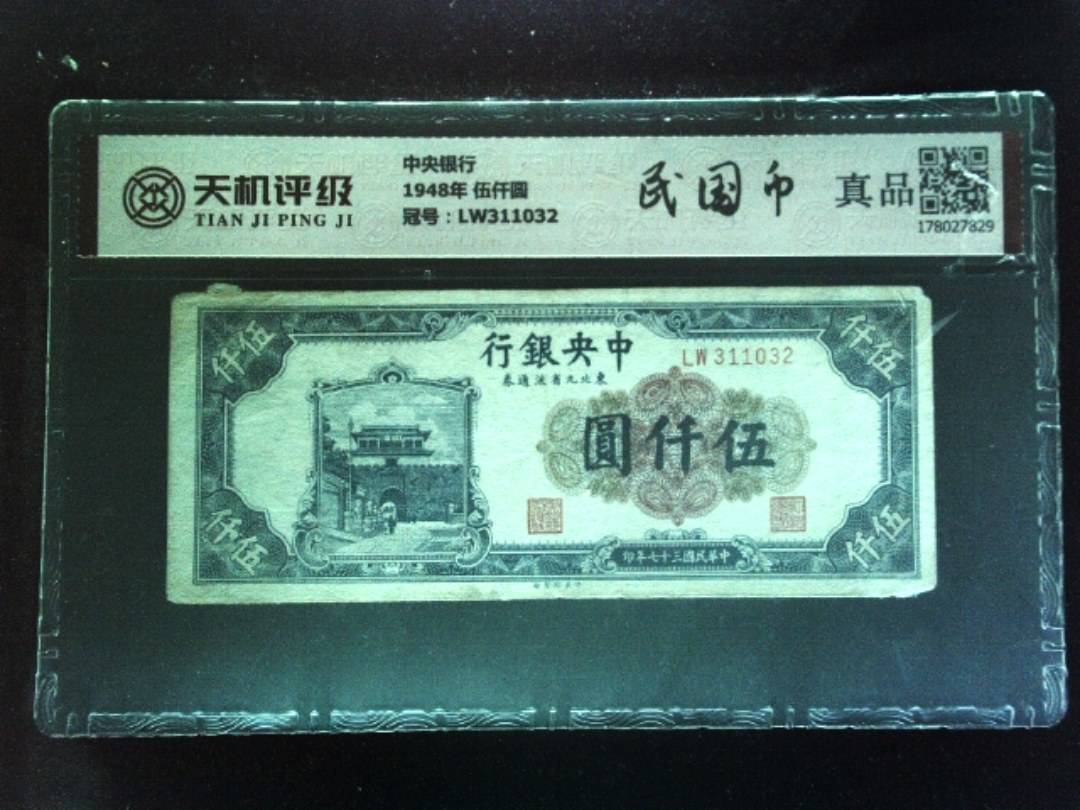 天机评级
TIAN JI PING JI
中央银行
1948年 伍仟圓
冠号：LW311032
民国币
真品
178027829
伍仟
伍仟
中央銀行
LW311032
東北九省流通券
伍仟圓
中華民國三十七年印
伍仟
伍仟